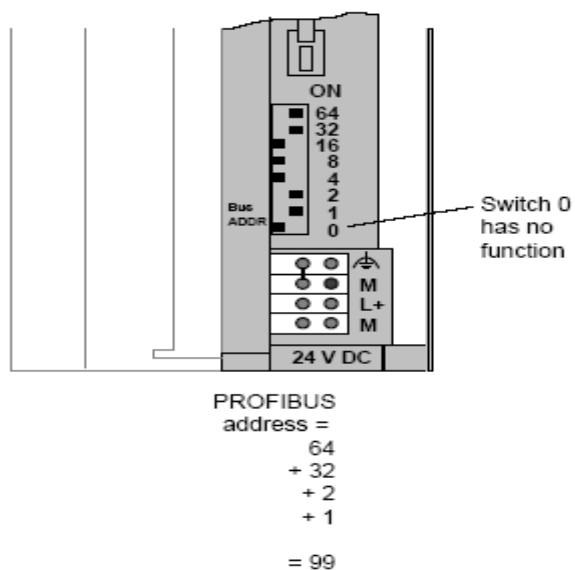 ON
64
32
16
8
4
2
1
0
Bus
ADDR
Switch 0
has no
function
M
L+
M
24 V DC
PROFIBUS
address =
64
+ 32
+ 2
+ 1
= 99